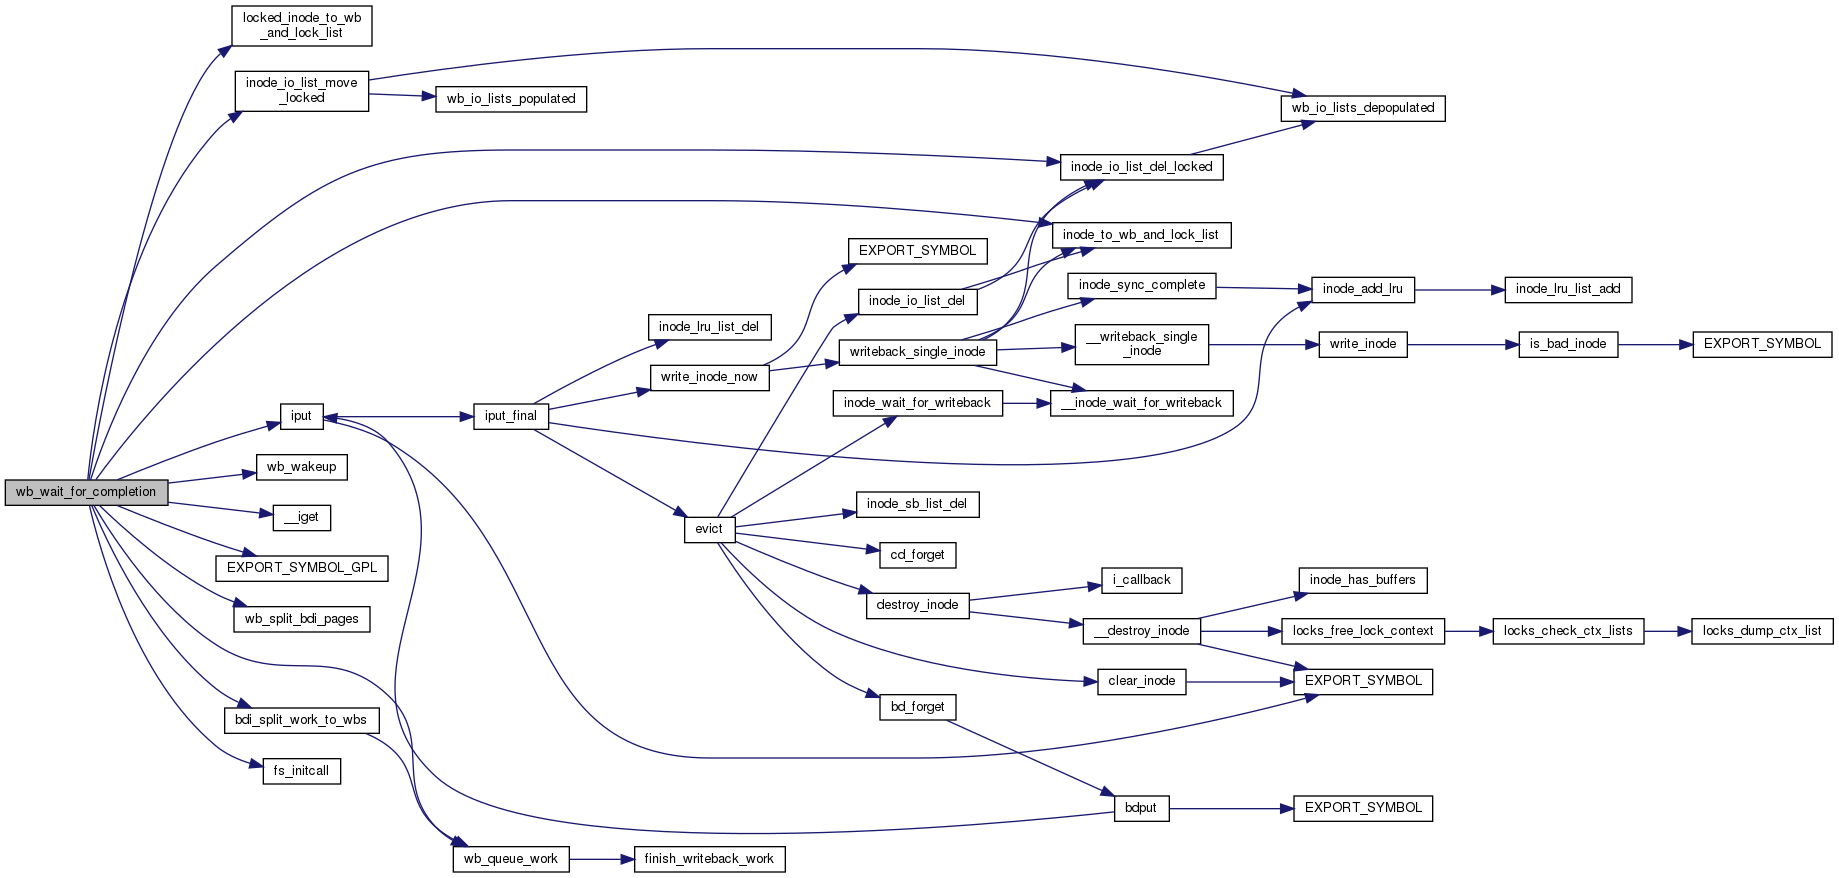 locked_inode_to_wb
_and_lock_list
inode_io_list_move
_locked
wb_io_lists_populated
wb_io_lists_depopulated
inode_io_list_del_locked
inode_to_wb_and_lock_list
EXPORT_SYMBOL
inode_io_list_del
inode_sync_complete
inode_add_lru
inode_lru_list_add
inode_lru_list_del
writeback_single_inode
__writeback_single
_inode
write_inode
is_bad_inode
EXPORT_SYMBOL
write_inode_now
iput
iput_final
inode_wait_for_writeback
__inode_wait_for_writeback
wb_wakeup
wb_wait_for_completion
__iget
evict
inode_sb_list_del
cd_forget
EXPORT_SYMBOL_GPL
i_callback
inode_has_buffers
wb_split_bdi_pages
destroy_inode
__destroy_inode
locks_free_lock_context
locks_check_ctx_lists
locks_dump_ctx_list
clear_inode
EXPORT_SYMBOL
bd_forget
bdi_split_work_to_wbs
fs_initcall
bdput
EXPORT_SYMBOL
wb_queue_work
finish_writeback_work